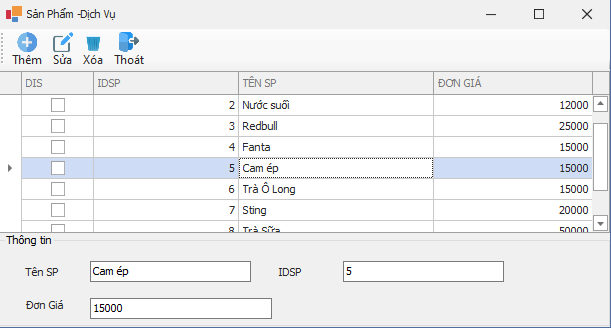 Sản Phẩm -Dịch Vụ
Thêm Sửa Xóa Thoát
DIS IDSP TÊN SP ĐƠN GIÁ
2 Nước suối 12000
3 Redbull 25000
4 Fanta 15000
5 Cam ép 15000
6 Trà Ô Long 15000
7 Sting 20000
8 Trà Sữa 50000
Thông tin
Tên SP Cam ép IDSP 5
Đơn Giá 15000